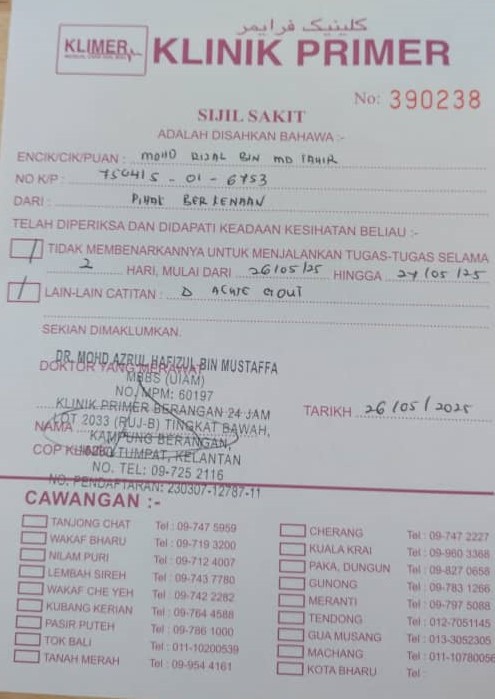 كلينيك فرايمر
KLIMER
KLINIK PRIMER
No: 390238
SIJIL SAKIT
ADALAH DISAHKAN BAHAWA :-
ENCIK/CIK/PUAN : MOHD RIJAL BIN MD TAHIR
NO K/P : 750415 - 01 - 6753
DARI : PIHAK BERKENAAN
TELAH DIPERIKSA DAN DIDAPATI KEADAAN KESIHATAN BELIAU :-
/ TIDAK MEMBENARKANNYA UNTUK MENJALANKAN TUGAS-TUGAS SELAMA
2 HARI, MULAI DARI 26/05/25 HINGGA 27/05/25
/ LAIN-LAIN CATITAN : D ACUTE GOUT
SEKIAN DIMAKLUMKAN.
DR. MOHD AZRUL HAFIZUL BIN MUSTAFFA
DOKTOR YANG MERAWAT
MBBS (UIAM)
NO. MPM: 60197
KLINIK PRIMER BERANGAN 24 JAM
TARIKH 26/05/2025
LOT 2033 (RUJ-B) TINGKAT BAWAH,
NAMA
KAMPUNG BERANGAN,
COP
TUMPAT, KELANTAN
NO. TEL: 09-725 2116
NO. PENDAFTARAN: 230307-12787-11
CAWANGAN :-
TANJONG CHAT Tel : 09-747 5959
WAKAF BHARU Tel : 09-719 3200
NILAM PURI Tel : 09-712 4007
LEMBAH SIREH Tel : 09-743 7780
WAKAF CHE YEH Tel : 09-742 2282
KUBANG KERIAN Tel : 09-764 4588
PASIR PUTEH Tel : 09-786 1000
TOK BALI Tel : 011-10200539
TANAH MERAH Tel : 09-954 4161
CHERANG Tel : 09-747 2227
KUALA KRAI Tel : 09-960 3368
PAKA, DUNGUN Tel : 09-827 0658
GUNONG Tel : 09-783 1266
MERANTI Tel : 09-797 5088
TENDONG Tel : 012-7051145
GUA MUSANG Tel : 013-3052305
MACHANG Tel : 011-10780056
KOTA BHARU Tel :